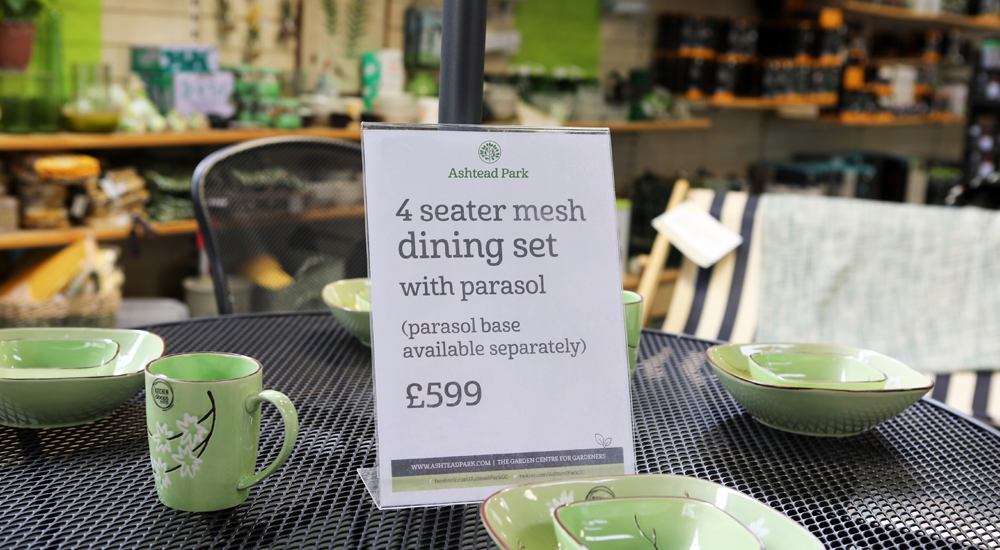 Ashtead Park
4 seater mesh
dining set
with parasol
(parasol base
available separately)
£599
WWW.ASHTEADPARK.COM | THE GARDEN CENTRE FOR GARDENERS
KITCHEN